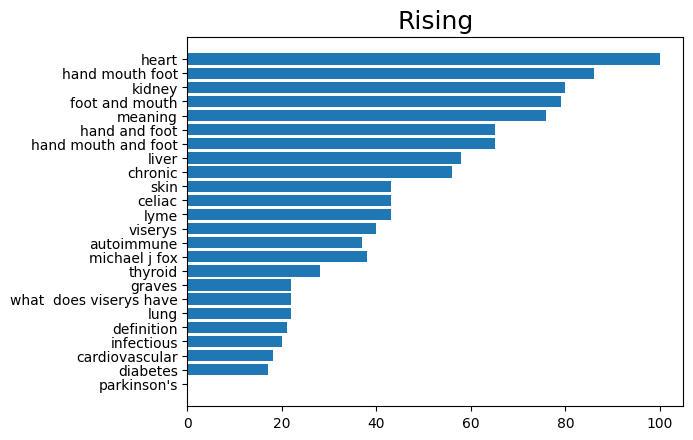 Rising
heart
hand mouth foot
kidney
foot and mouth
meaning
hand and foot
hand mouth and foot
liver
chronic
skin
celiac
lyme
viserys
autoimmune
michael j fox
thyroid
graves
what  does viserys have
lung
definition
infectious
cardiovascular
diabetes
parkinson's
0 20 40 60 80 100